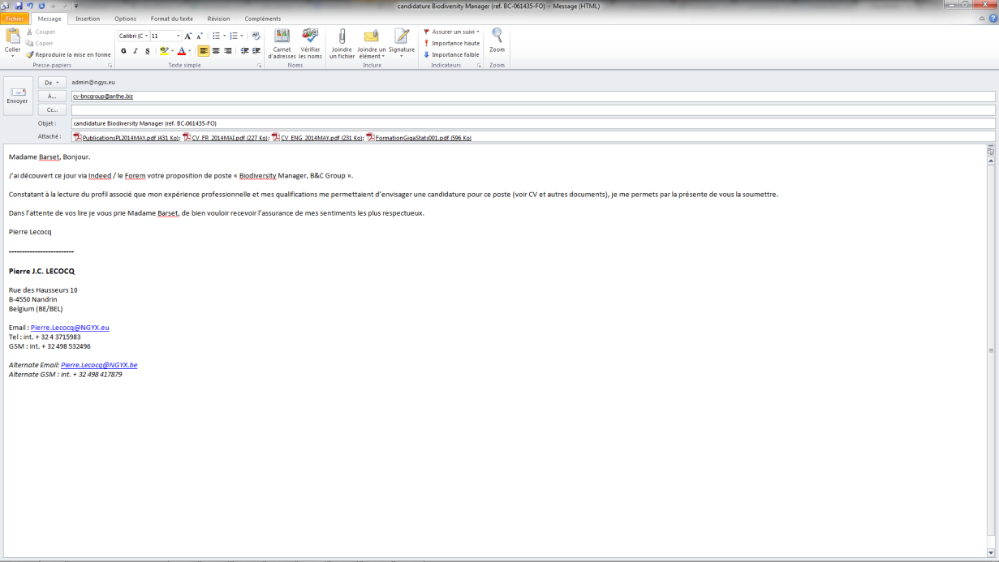 candidature Biodiversity Manager (ref. BC-061435-FO) - Message (HTML)
Fichier Message Insertion Options Format du texte Révision Compléments
Coller
Couper
Copier
Reproduire la mise en forme
Presse-papiers
Calibri (C 11
G I S A
Texte simple
Carnet d'adresses
Vérifier les noms
Noms
Joindre un fichier
Joindre un élément
Signature
Inclure
Assurer un suivi
Importance haute
Importance faible
Indicateurs
Zoom
Zoom
Envoyer
De admin@ngyx.eu
À... cv-bncgroup@anthe.biz
Cc...
Objet : candidature Biodiversity Manager (ref. BC-061435-FO)
Attaché : PublicationsPL2014MAY.pdf (431 Ko); CV_FR_2014MAI.pdf (227 Ko); CV_ENG_2014MAY.pdf (231 Ko); FormationGigaStats001.pdf (596 Ko)
Madame Barset, Bonjour.
J'ai découvert ce jour via Indeed / le Forem votre proposition de poste « Biodiversity Manager, B&C Group ».
Constatant à la lecture du profil associé que mon expérience professionnelle et mes qualifications me permettaient d'envisager une candidature pour ce poste (voir CV et autres documents), je me permets par la présente de vous la soumettre.
Dans l'attente de vos lire je vous prie Madame Barset, de bien vouloir recevoir l'assurance de mes sentiments les plus respectueux.
Pierre Lecocq
-------------------------
Pierre J.C. LECOCQ
Rue des Hausseurs 10
B-4550 Nandrin
Belgium (BE/BEL)
Email : Pierre.Lecocq@NGYX.eu
Tel : int. + 32 4 3715983
GSM : int. + 32 498 532496
Alternate Email: Pierre.Lecocq@NGYX.be
Alternate GSM : int. + 32 498 417879